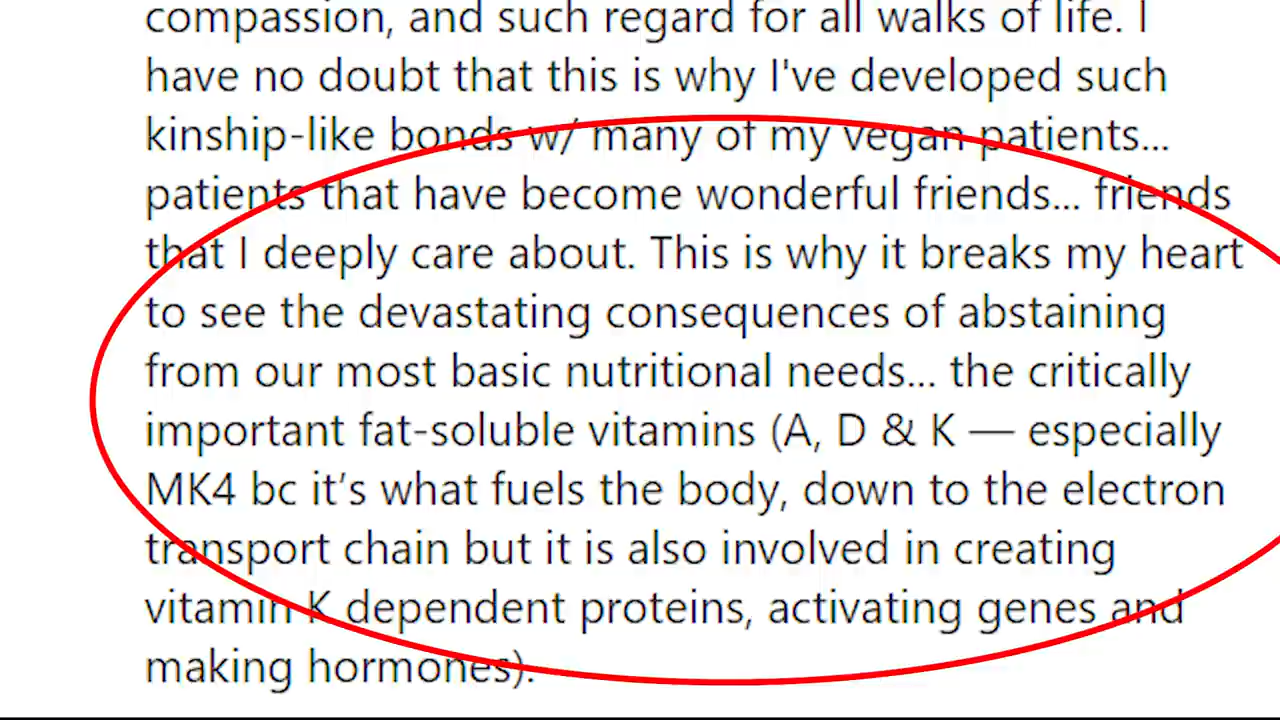 compassion, and such regard for all walks of life. I
have no doubt that this is why I've developed such
kinship-like bonds w/ many of my vegan patients...
patients that have become wonderful friends... friends
that I deeply care about. This is why it breaks my heart
to see the devastating consequences of abstaining
from our most basic nutritional needs... the critically
important fat-soluble vitamins (A, D & K — especially
MK4 bc it’s what fuels the body, down to the electron
transport chain but it is also involved in creating
vitamin K dependent proteins, activating genes and
making hormones).